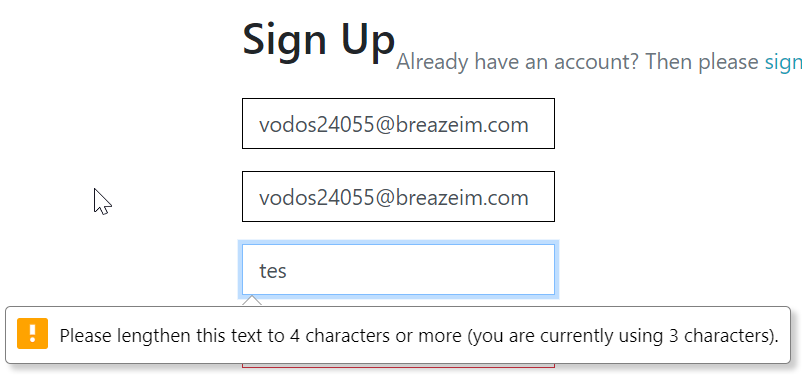 Sign Up
Already have an account? Then please sign
vodos24055@breazeim.com
vodos24055@breazeim.com
tes
Please lengthen this text to 4 characters or more (you are currently using 3 characters).